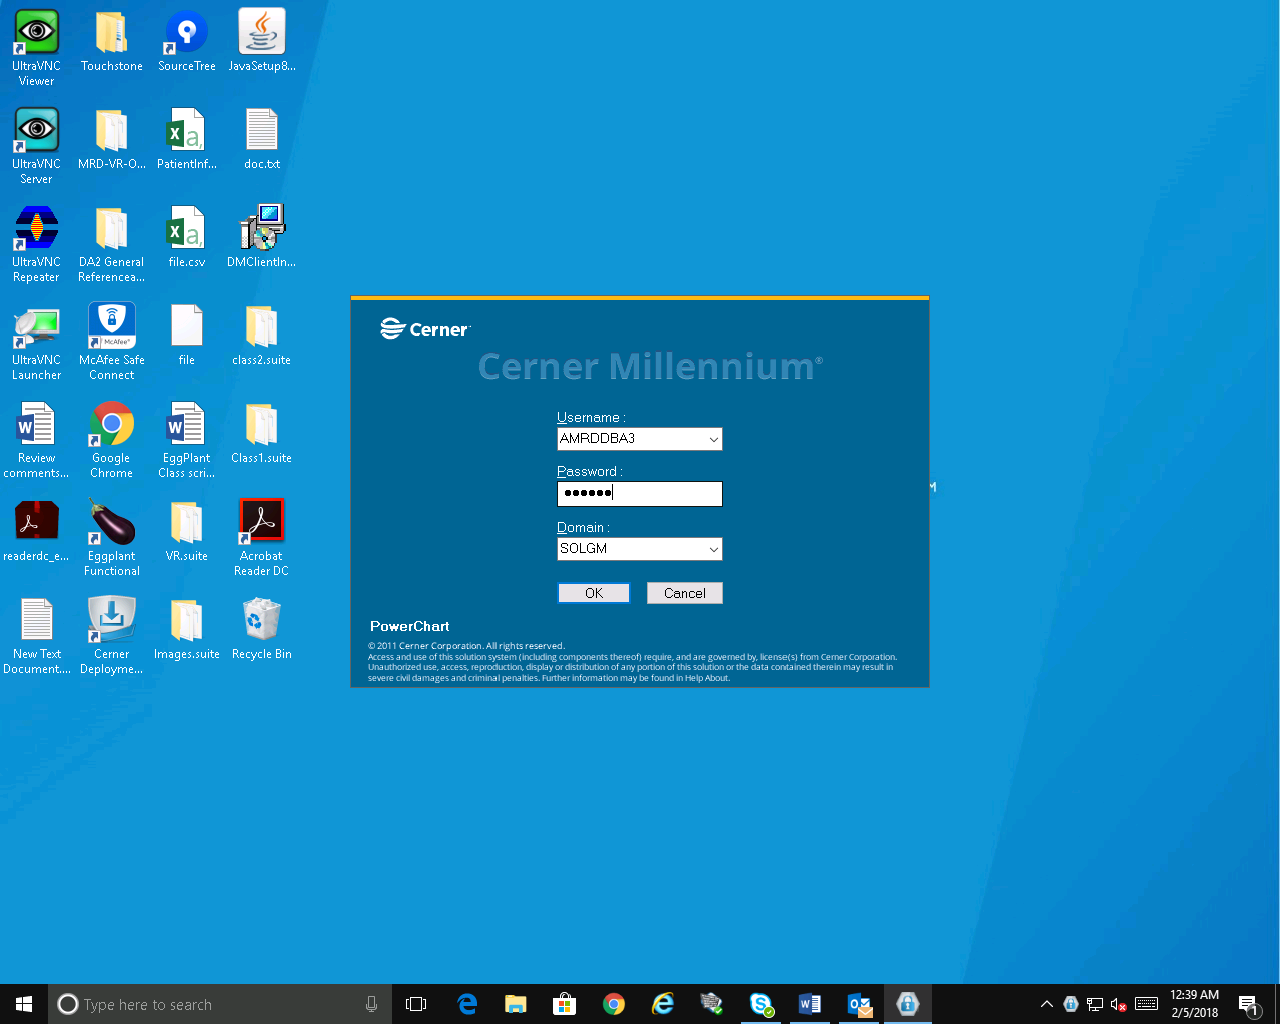 UltraVNC
Viewer
Touchstone
SourceTree
JavaSetup8...
UltraVNC
Server
MRD-VR-O...
PatientInf...
doc.txt
UltraVNC
Repeater
DA2 General
Referencea...
file.csv
DMClientIn...
UltraVNC
Launcher
McAfee
McAfee Safe
Connect
file
class2.suite
Review
comments...
Google
Chrome
EggPlant
Class scri...
Class1.suite
readerdc_e...
Eggplant
Functional
VR.suite
Acrobat
Reader DC
New Text
Document....
Cerner
Deployme...
Images.suite
Recycle Bin
Cerner
Cerner Millennium®
Username :
AMRDDBA3
Password :
••••••
Domain :
SOLGM
OK
Cancel
PowerChart
© 2011 Cerner Corporation. All rights reserved.
Access and use of this solution system (including components thereof) require, and are governed by, license(s) from Cerner Corporation.
Unauthorized use, access, reproduction, display or distribution of any portion of this solution or the data contained therein may result in
severe civil damages and criminal penalties. Further information may be found in Help About.
Type here to search
12:39 AM
2/5/2018
1